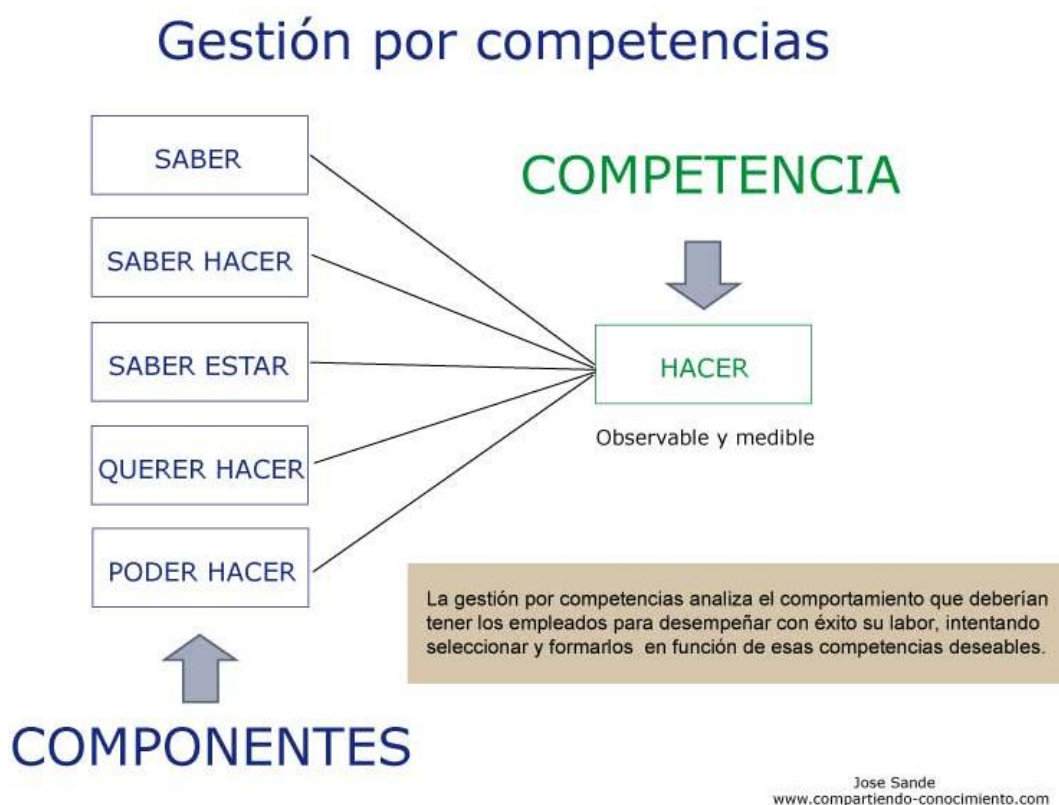 Gestión por competencias
SABER
SABER HACER
SABER ESTAR
QUERER HACER
PODER HACER
COMPONENTES
COMPETENCIA
HACER
Observable y medible
La gestión por competencias analiza el comportamiento que deberían
tener los empleados para desempeñar con éxito su labor, intentando
seleccionar y formarlos en función de esas competencias deseables.
Jose Sande
www.compartiendo-conocimiento.com